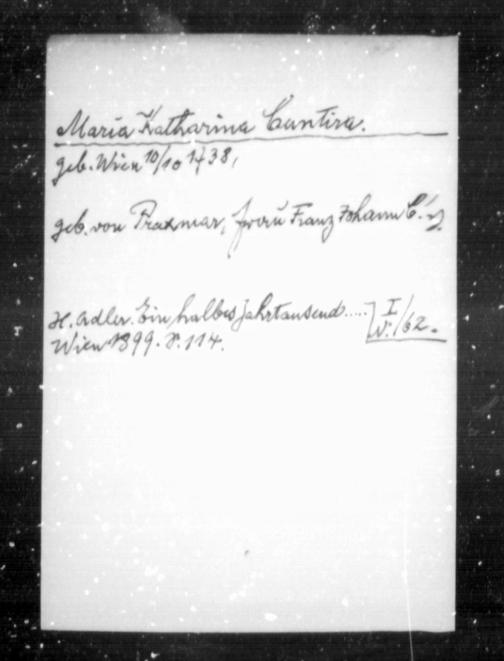 Maria Katharina Cantira.
geb. Wien 10/10 1738,
geb. von Praxmar, Frau Franz Johann C's.
H. Adler. Ein halbes Jahrtausend..... I/
Wien 1899. S. 114. /62.